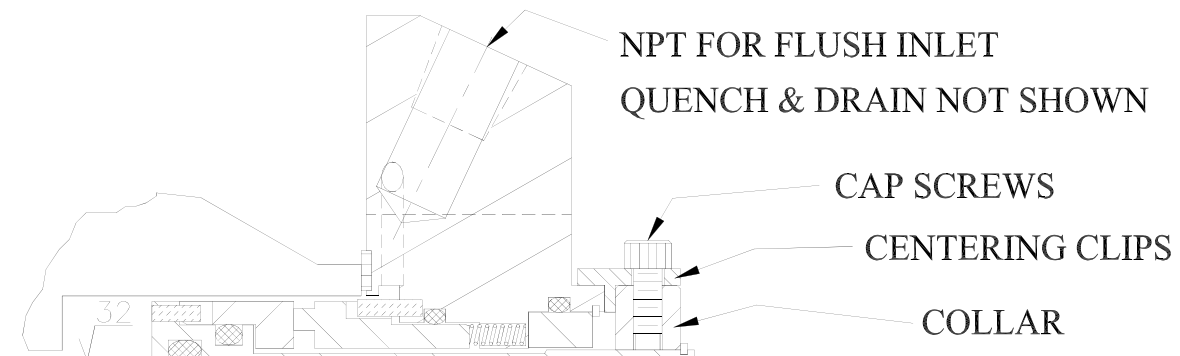 NPT FOR FLUSH INLET
QUENCH & DRAIN NOT SHOWN
CAP SCREWS
CENTERING CLIPS
COLLAR
32